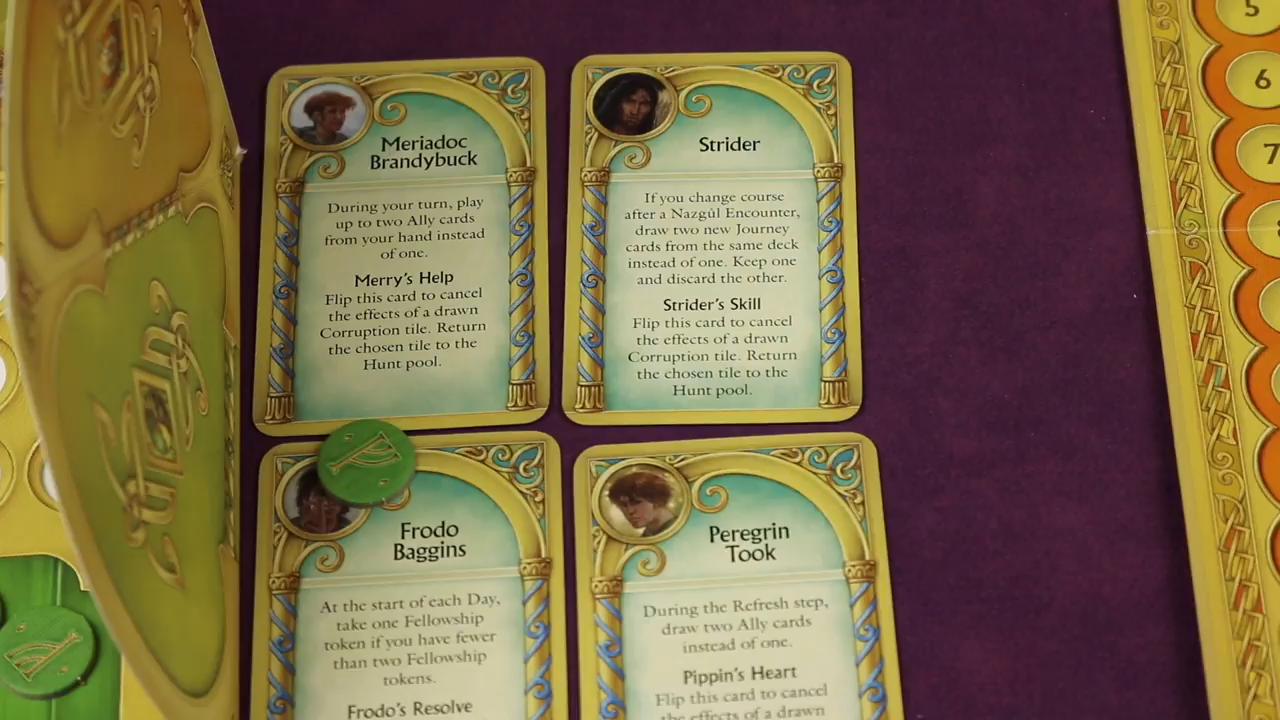 Meriadoc
Brandybuck
During your turn, play
up to two Ally cards
from your hand instead
of one.
Merry's Help
Flip this card to cancel
the effects of a drawn
Corruption tile. Return
the chosen tile to the
Hunt pool.
Strider
If you change course
after a Nazgûl Encounter,
draw two new Journey
cards from the same deck
instead of one. Keep one
and discard the other.
Strider's Skill
Flip this card to cancel
the effects of a drawn
Corruption tile. Return
the chosen tile to the
Hunt pool.
Frodo
Baggins
At the start of each Day,
take one Fellowship
token if you have fewer
than two Fellowship
tokens.
Frodo's Resolve
Peregrin
Took
During the Refresh step,
draw two Ally cards
instead of one.
Pippin's Heart
Flip this card to cancel
the effects of a drawn
5
6
7
8